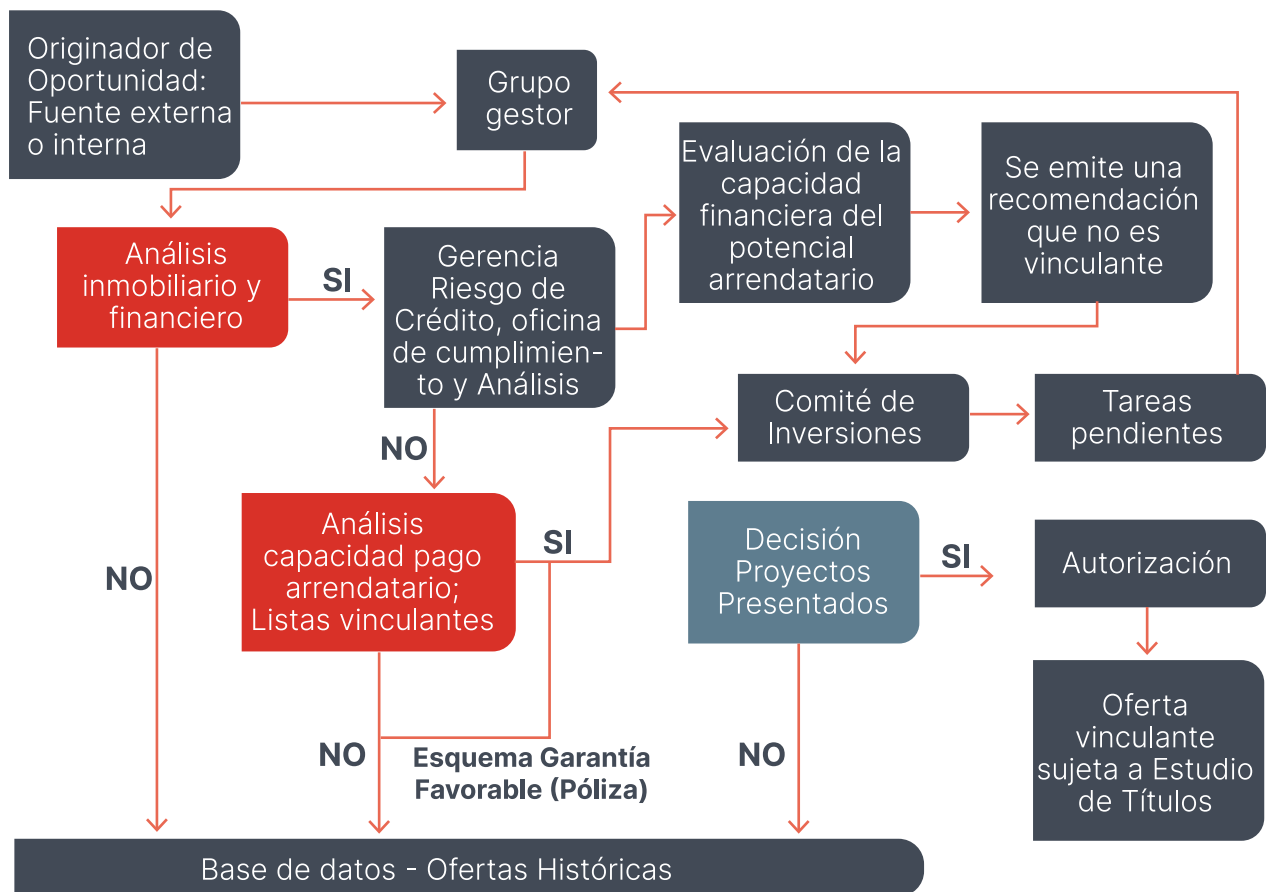 Originador de
Oportunidad:
Fuente externa
o interna
Grupo
gestor
Evaluación de la
capacidad
financiera del
potencial
arrendatario
Se emite una
recomendación
que no es
vinculante
Análisis
inmobiliario y
financiero
SI
Gerencia
Riesgo de
Crédito, oficina
de cumplimien-
to y Análisis
Comité de
Inversiones
Tareas
pendientes
NO
Análisis
capacidad pago
arrendatario;
Listas vinculantes
SI
Decisión
Proyectos
Presentados
SI
Autorización
NO
NO
Esquema Garantía
Favorable (Póliza)
NO
Oferta
vinculante
sujeta a Estudio
de Títulos
Base de datos - Ofertas Históricas